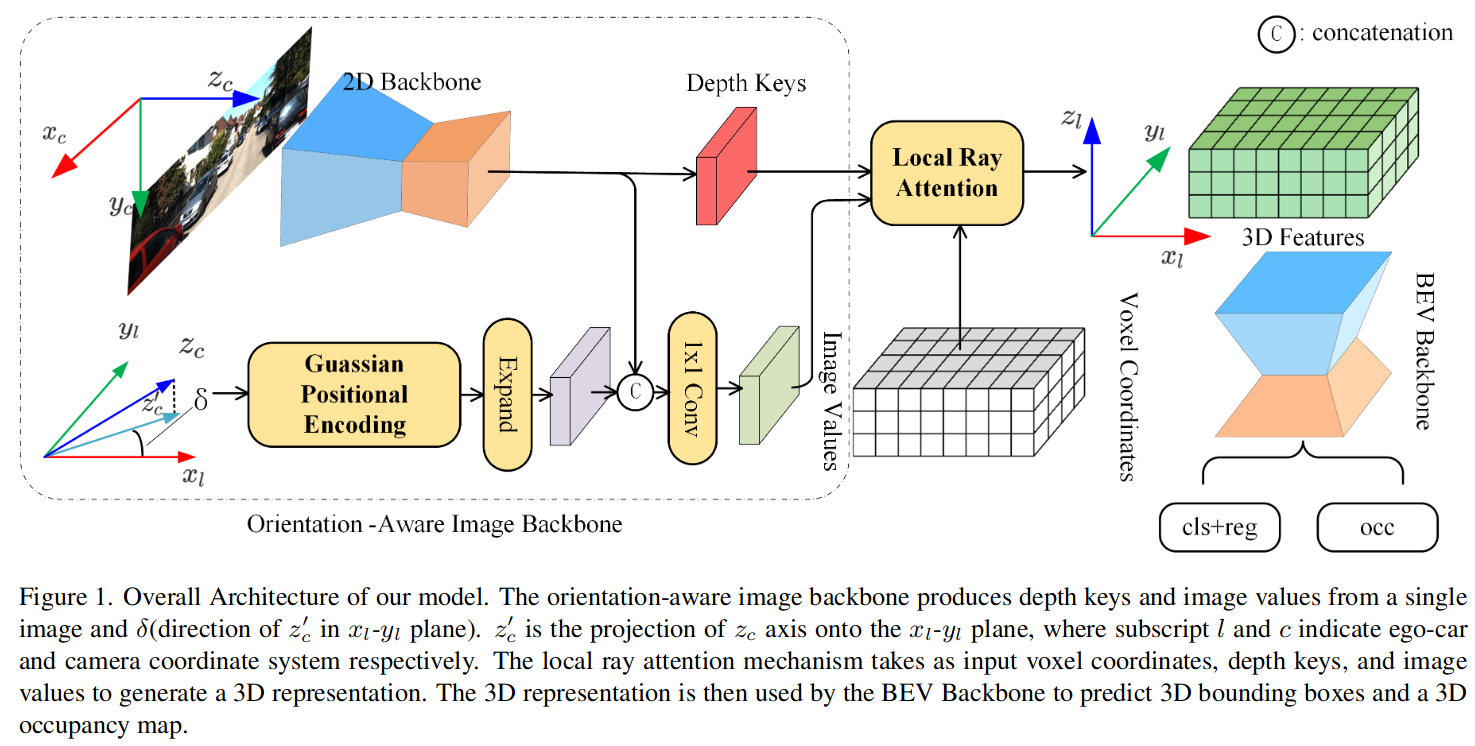 C : concatenation
z_c
x_c
y_c
2D Backbone
Depth Keys
Local Ray
Attention
z_l
y_l
x_l
3D Features
y_l
z_c
z'_c
δ
x_l
Guassian
Positional
Encoding
Expand
C
1x1 Conv
Image Values
Voxel Coordinates
BEV Backbone
cls+reg
occ
Orientation -Aware Image Backbone
Figure 1. Overall Architecture of our model. The orientation-aware image backbone produces depth keys and image values from a single
image and δ(direction of z'_c in x_l-y_l plane). z'_c is the projection of z_c axis onto the x_l-y_l plane, where subscript l and c indicate ego-car
and camera coordinate system respectively. The local ray attention mechanism takes as input voxel coordinates, depth keys, and image
values to generate a 3D representation. The 3D representation is then used by the BEV Backbone to predict 3D bounding boxes and a 3D
occupancy map.